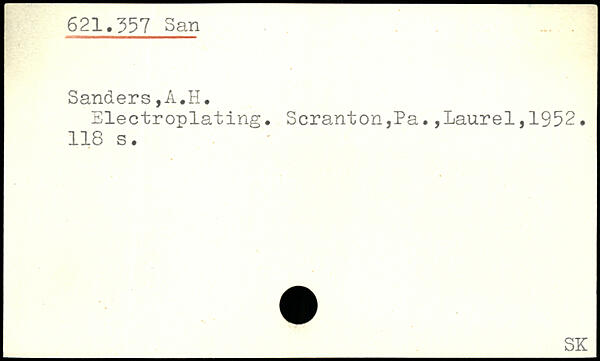 621.357 San
Sanders,A.H.
Electroplating. Scranton,Pa.,Laurel,1952.
118 s.
SK